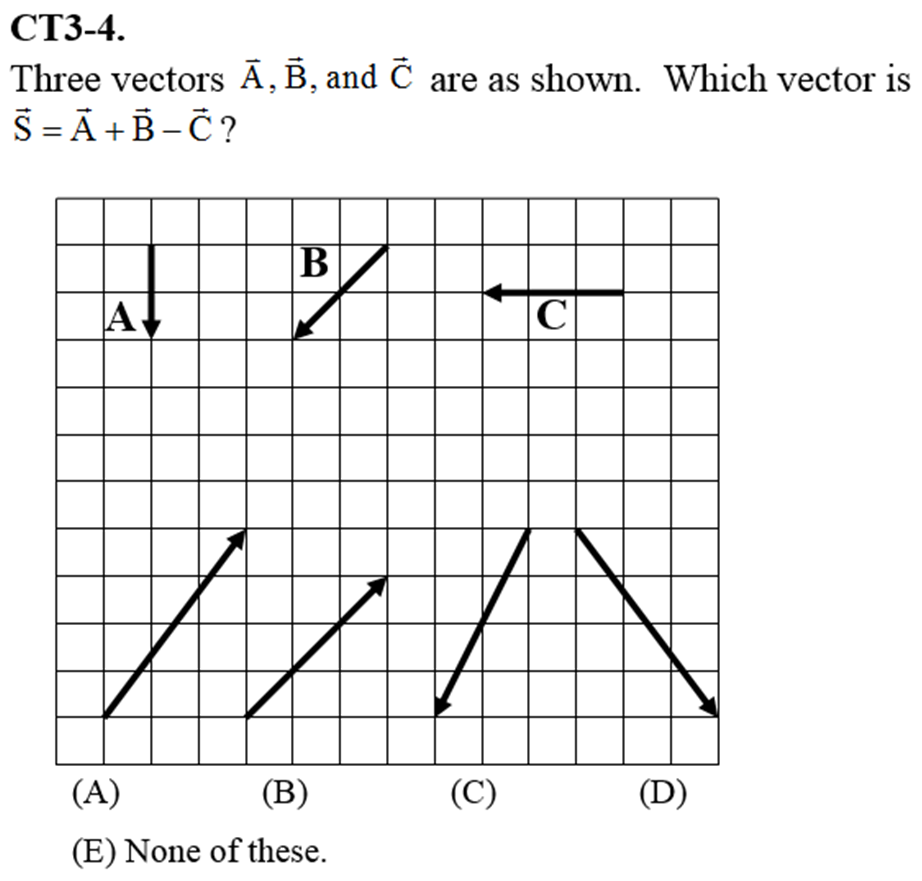 CT3-4.
Three vectors A⃗, B⃗, and C⃗ are as shown. Which vector is
S⃗ = A⃗ + B⃗ – C⃗ ?
B
A
C
(A) (B) (C) (D)
(E) None of these.